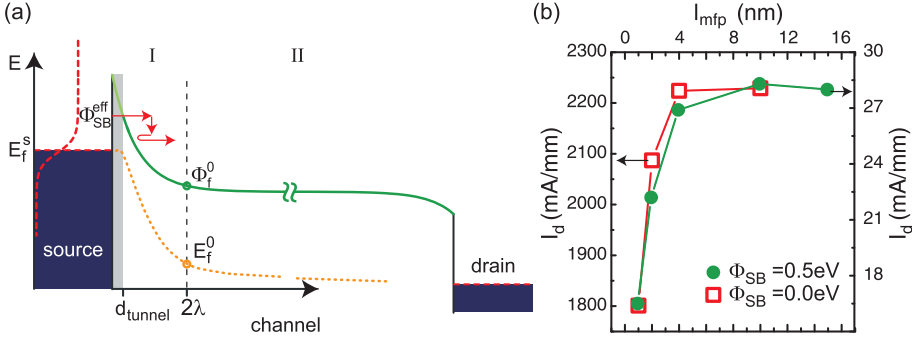 (a)
E
I
II
Φ_SB^eff
E_f^s
Φ_f^0
E_f^0
source
drain
d_tunnel
2λ
channel
(b)
l_mfp (nm)
0 4 8 12 16
2300
2200
2100
2000
1900
1800
I_d (mA/mm)
30
27
24
21
18
I_d (mA/mm)
Φ_SB =0.5eV
Φ_SB =0.0eV